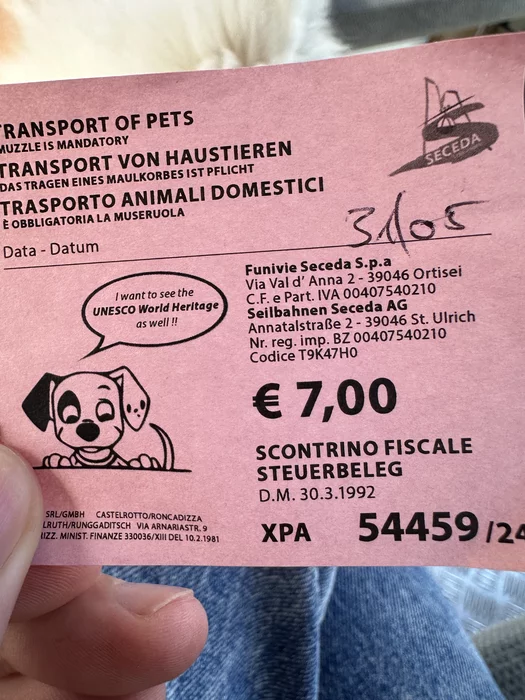 TRANSPORT OF PETS
MUZZLE IS MANDATORY
TRANSPORT VON HAUSTIEREN
DAS TRAGEN EINES MAULKORBES IST PFLICHT
TRASPORTO ANIMALI DOMESTICI
È OBBLIGATORIA LA MUSERUOLA
SECEDA
Data - Datum
31/05
I want to see the
UNESCO World Heritage
as well !!
Funivie Seceda S.p.a
Via Val d' Anna 2 - 39046 Ortisei
C.F. e Part. IVA 00407540210
Seilbahnen Seceda AG
Annatalstraße 2 - 39046 St. Ulrich
Nr. reg. imp. BZ 00407540210
Codice T9K47H0
€ 7,00
SCONTRINO FISCALE
STEUERBELEG
D.M. 30.3.1992
XPA 54459 /24
SRL/GMBH CASTELROTTO/RONCADIZZA
LRUTH/RUNGGADITSCH VIA ARNARIASTR. 9
IZZ. MINIST. FINANZE 330036/XIII DEL 10.2.1981